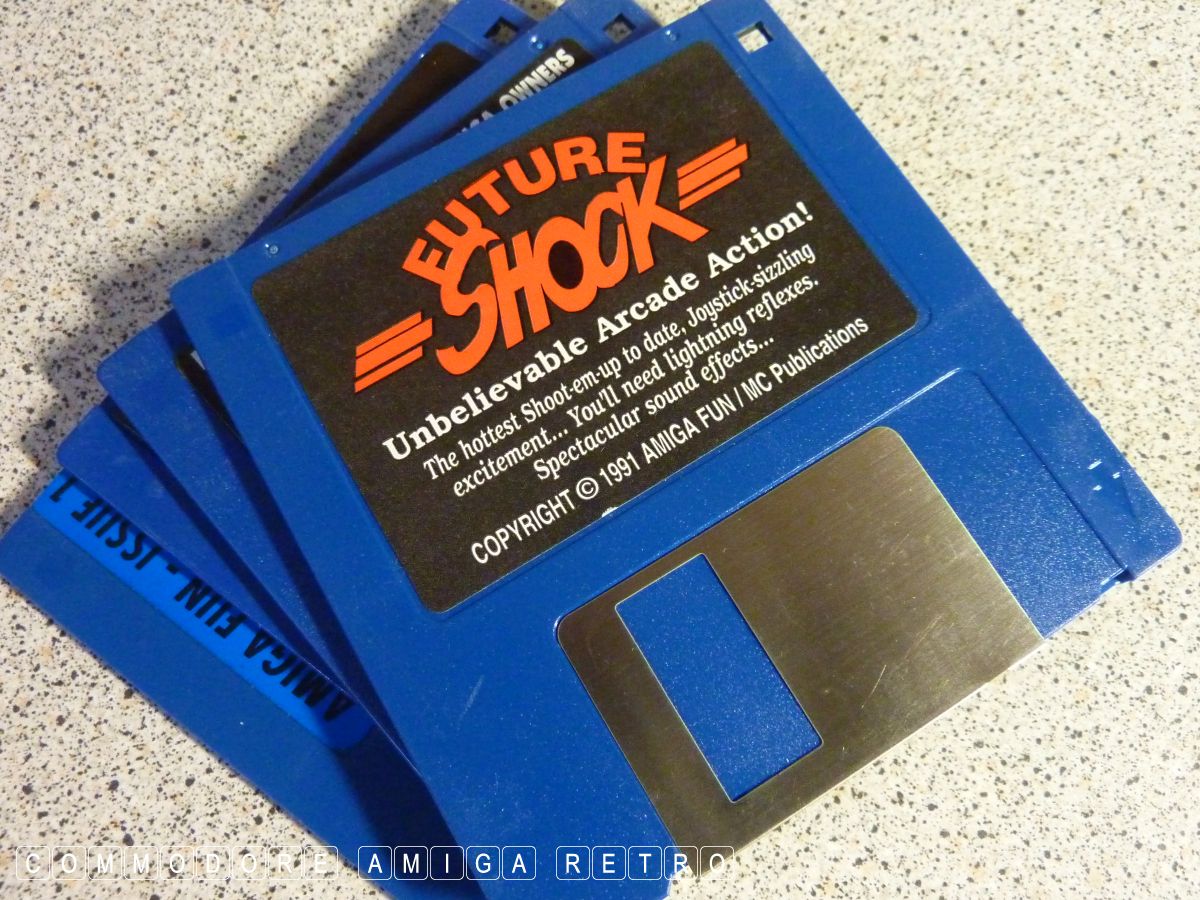 OWNERS
FUTURE
SHOCK
Unbelievable Arcade Action!
The hottest Shoot-em-up to date, Joystick-sizzling
excitement... You'll need lightning reflexes.
Spectacular sound effects...
COPYRIGHT © 1991 AMIGA FUN / MC Publications
AMIGA FUN - ISSUE 1
COMMODORE AMIGA RETRO